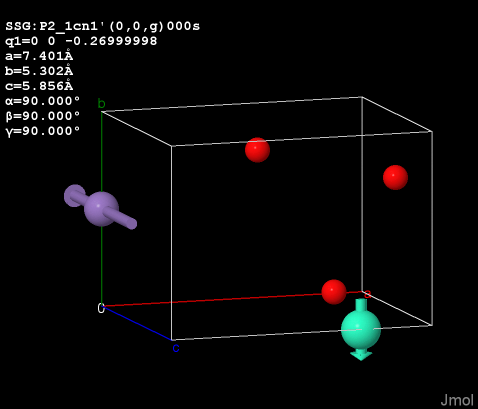 SSG:P2_1cn1'(0,0,g)000s
q1=0 0 -0.26999998
a=7.401Å
b=5.302Å
c=5.856Å
α=90.000°
β=90.000°
γ=90.000°
b
0
a
c
Jmol